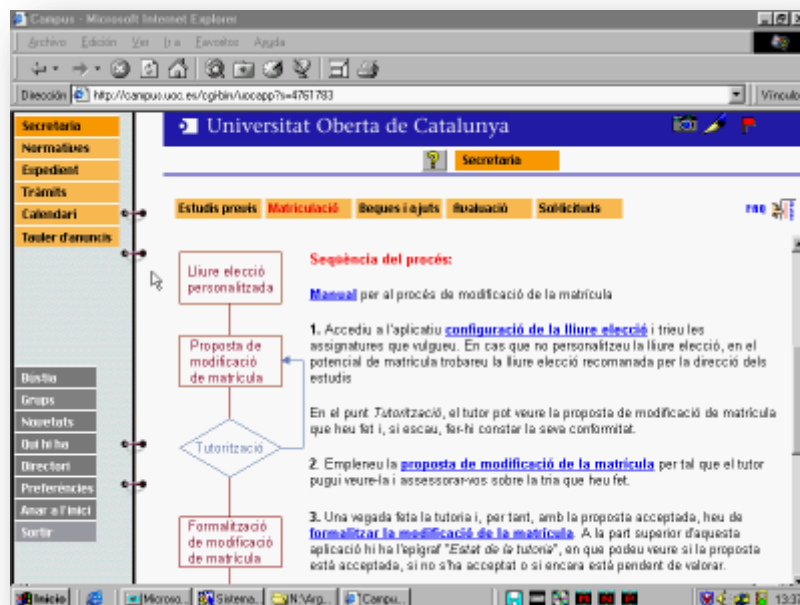 Campus - Microsoft Internet Explorer
Archivo Edición Ver Ir a Favoritos Ayuda
Dirección http://campus.uoc.es/cgi-bin/uocapp?s=4761783 Vínculos
Secretaria
Normatives
Expedient
Tràmits
Calendari
Tauler d'anuncis
Universitat Oberta de Catalunya
Secretaria
Estudis previs Matriculació Beques i ajuts Avaluació Sol·licituds FAQ
Lliure elecció
personalitzada
Proposta de
modificació
de matrícula
Tutorització
Formalització
de modificació
de matrícula
Seqüència del procés:
Manual per al procés de modificació de la matrícula
1. Accediu a l'aplicatiu configuració de la lliure elecció i trieu les
assignatures que vulgueu. En cas que no personalitzeu la lliure elecció, en el
potencial de matrícula trobareu la lliure elecció recomanada per la direcció dels
estudis
En el punt Tutorització, el tutor pot veure la proposta de modificació de matrícula
que heu fet i, si escau, fer-hi constar la seva conformitat.
2. Empleneu la proposta de modificació de la matrícula per tal que el tutor
pugui veure-la i assessorar-vos sobre la tria que heu fet.
3. Una vegada feta la tutoria i, per tant, amb la proposta acceptada, heu de
formalitzar la modificació de la matrícula. A la part superior d'aquesta
aplicació hi ha l'epígraf "Estat de la tutoria", en que podeu veure si la proposta
està acceptada, si no s'ha acceptat o si encara està pendent de valorar.
Bústia
Grups
Novetats
Qui hi ha
Directori
Preferències
Anar a l'inici
Sortir
Inicio Microso... Sistema... N:\Arg... Campu... 13:37